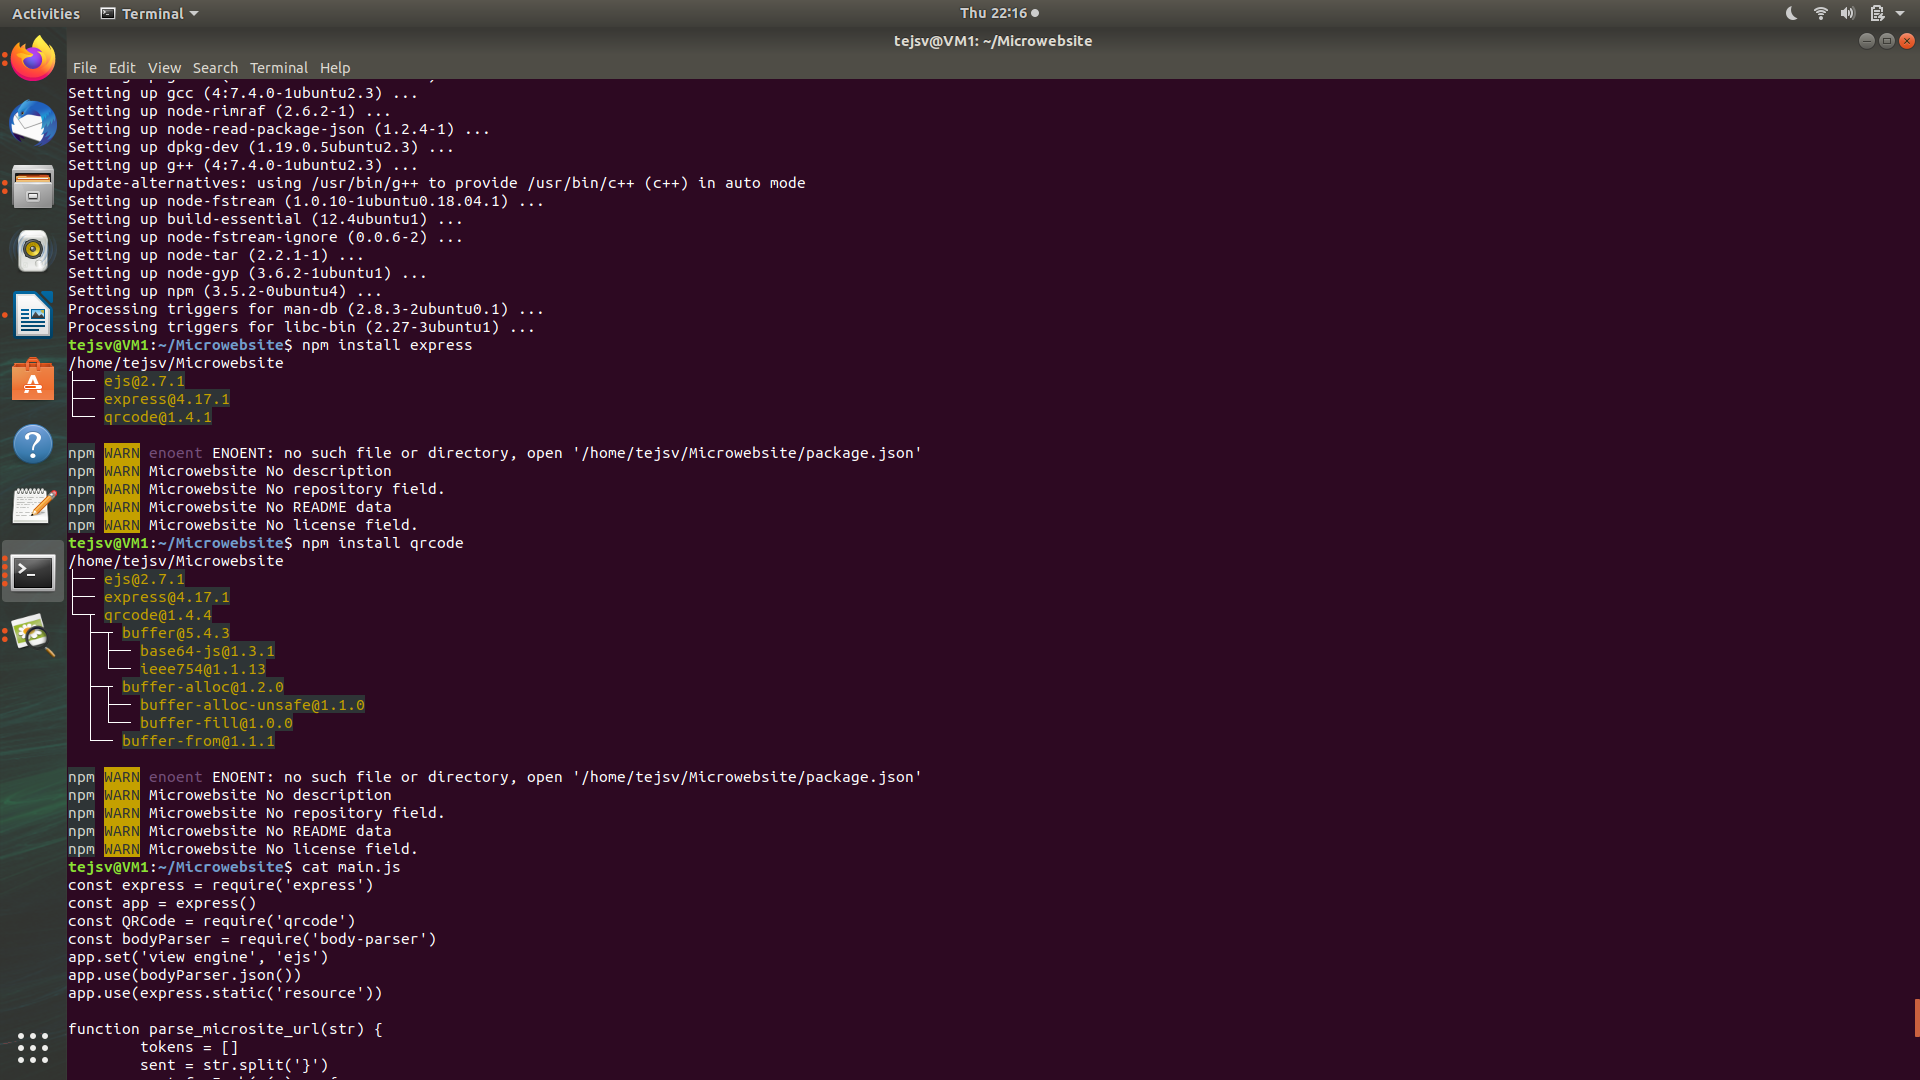 Activities Terminal Thu 22:16
tejsv@VM1: ~/Microwebsite
File Edit View Search Terminal Help
Setting up gcc (4:7.4.0-1ubuntu2.3) ...
Setting up node-rimraf (2.6.2-1) ...
Setting up node-read-package-json (1.2.4-1) ...
Setting up dpkg-dev (1.19.0.5ubuntu2.3) ...
Setting up g++ (4:7.4.0-1ubuntu2.3) ...
update-alternatives: using /usr/bin/g++ to provide /usr/bin/c++ (c++) in auto mode
Setting up node-fstream (1.0.10-1ubuntu0.18.04.1) ...
Setting up build-essential (12.4ubuntu1) ...
Setting up node-fstream-ignore (0.0.6-2) ...
Setting up node-tar (2.2.1-1) ...
Setting up node-gyp (3.6.2-1ubuntu1) ...
Setting up npm (3.5.2-0ubuntu4) ...
Processing triggers for man-db (2.8.3-2ubuntu0.1) ...
Processing triggers for libc-bin (2.27-3ubuntu1) ...
tejsv@VM1:~/Microwebsite$ npm install express
/home/tejsv/Microwebsite
├── ejs@2.7.1
├── express@4.17.1
└── qrcode@1.4.1
npm WARN enoent ENOENT: no such file or directory, open '/home/tejsv/Microwebsite/package.json'
npm WARN Microwebsite No description
npm WARN Microwebsite No repository field.
npm WARN Microwebsite No README data
npm WARN Microwebsite No license field.
tejsv@VM1:~/Microwebsite$ npm install qrcode
/home/tejsv/Microwebsite
├── ejs@2.7.1
├── express@4.17.1
└─┬ qrcode@1.4.4
  ├─┬ buffer@5.4.3
  │ ├── base64-js@1.3.1
  │ └── ieee754@1.1.13
  ├─┬ buffer-alloc@1.2.0
  │ ├── buffer-alloc-unsafe@1.1.0
  │ └── buffer-fill@1.0.0
  └── buffer-from@1.1.1
npm WARN enoent ENOENT: no such file or directory, open '/home/tejsv/Microwebsite/package.json'
npm WARN Microwebsite No description
npm WARN Microwebsite No repository field.
npm WARN Microwebsite No README data
npm WARN Microwebsite No license field.
tejsv@VM1:~/Microwebsite$ cat main.js
const express = require('express')
const app = express()
const QRCode = require('qrcode')
const bodyParser = require('body-parser')
app.set('view engine', 'ejs')
app.use(bodyParser.json())
app.use(express.static('resource'))
function parse_microsite_url(str) {
        tokens = []
        sent = str.split('}')